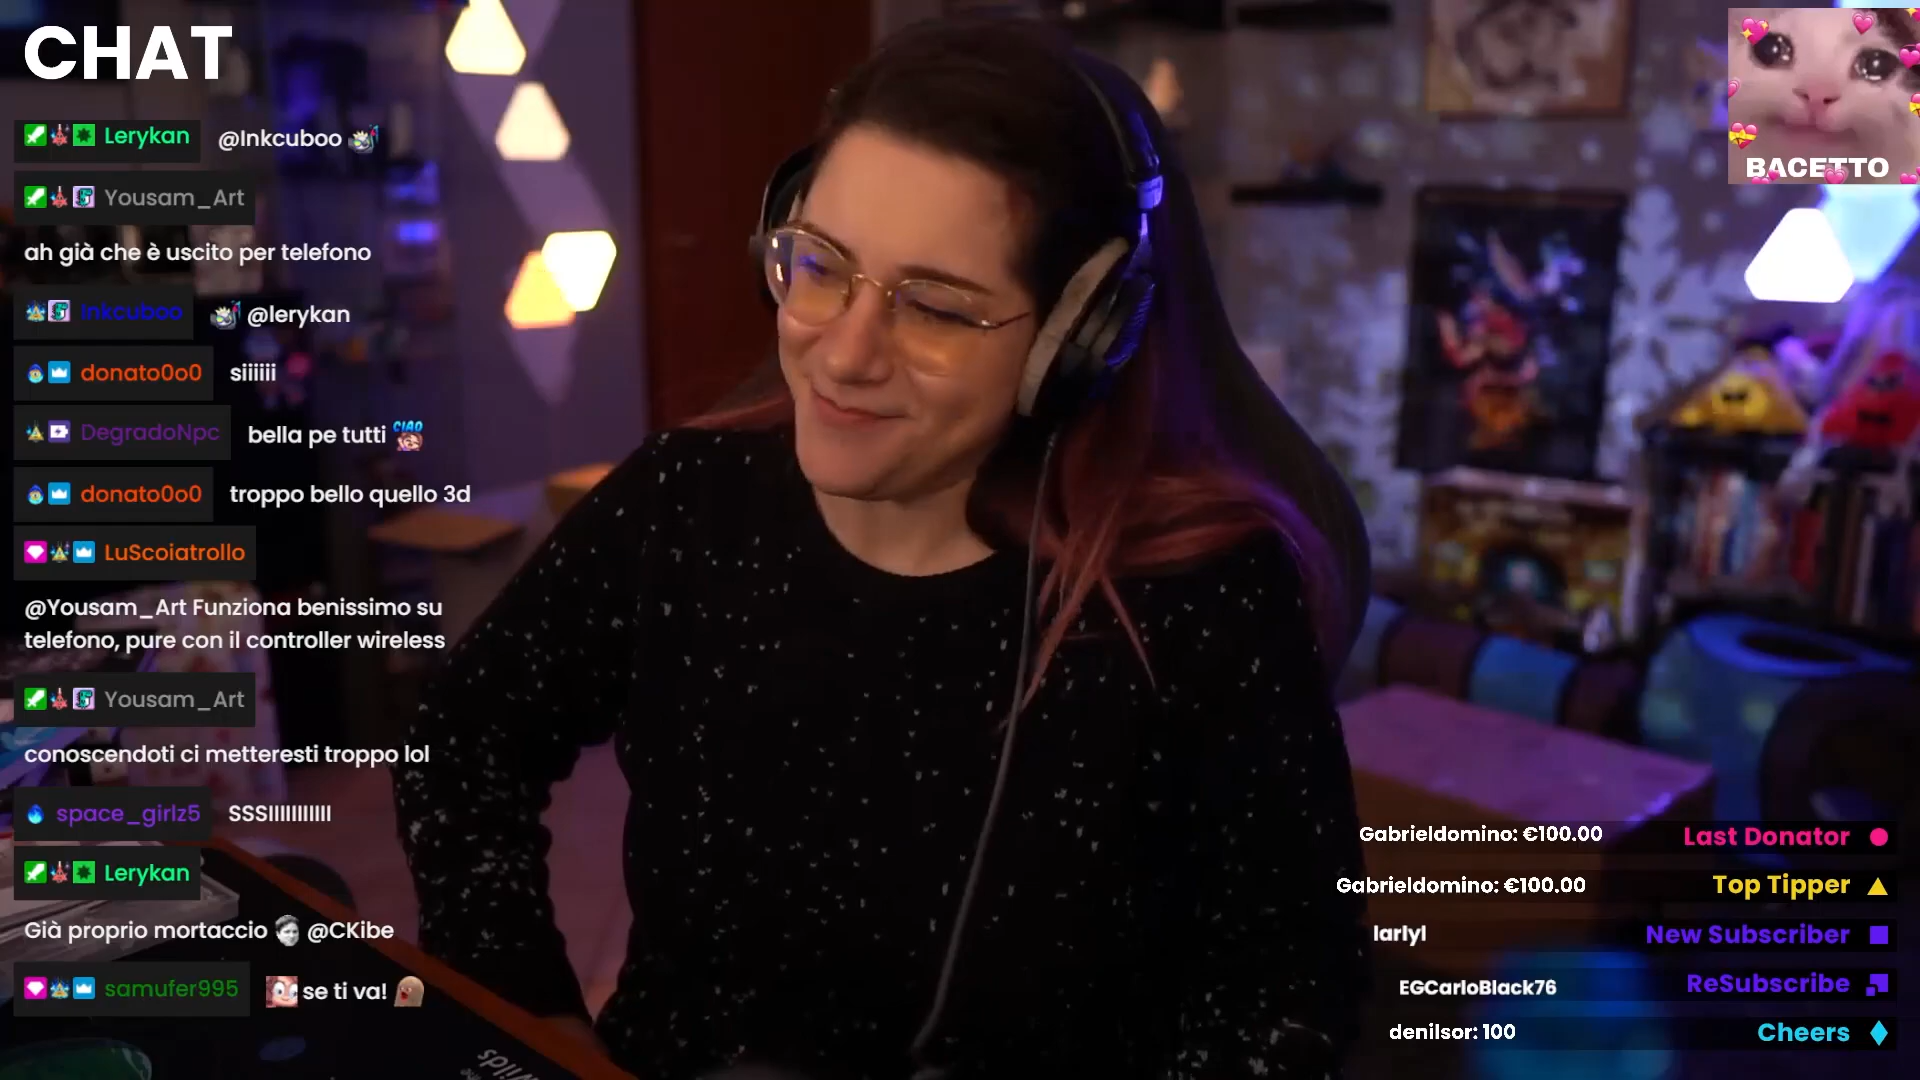 CHAT
Lerykan @Inkcuboo
Yousam_Art
ah già che è uscito per telefono
Inkcuboo @lerykan
donato0o0 siiiiii
DegradoNpc bella pe tutti CIAO
donato0o0 troppo bello quello 3d
LuScoiatrollo
@Yousam_Art Funziona benissimo su
telefono, pure con il controller wireless
Yousam_Art
conoscendoti ci metteresti troppo lol
space_girlz5 SSSIIIIIIIIIII
Lerykan
Già proprio mortaccio @CKibe
samufer995 se ti va!
BACETTO
Gabrieldomino: €100.00 Last Donator
Gabrieldomino: €100.00 Top Tipper
larlyl New Subscriber
EGCarloBlack76 ReSubscribe
denilsor: 100 Cheers